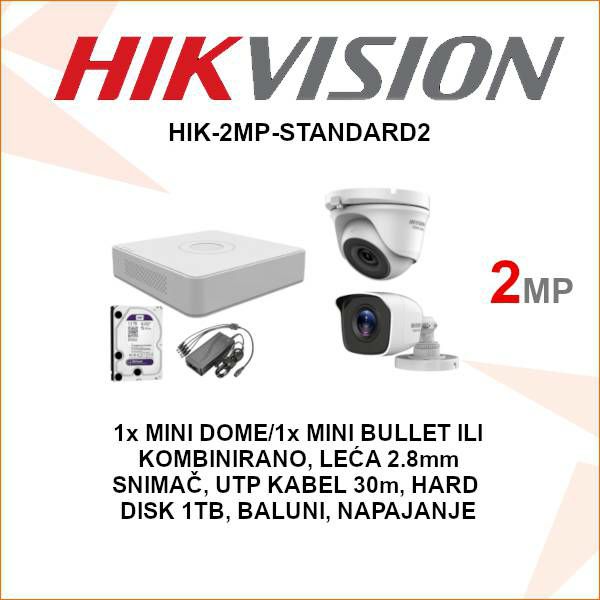 HIKVISION
HIK-2MP-STANDARD2
2MP
1x MINI DOME/1x MINI BULLET ILI
KOMBINIRANO, LEĆA 2.8mm
SNIMAČ, UTP KABEL 30m, HARD
DISK 1TB, BALUNI, NAPAJANJE